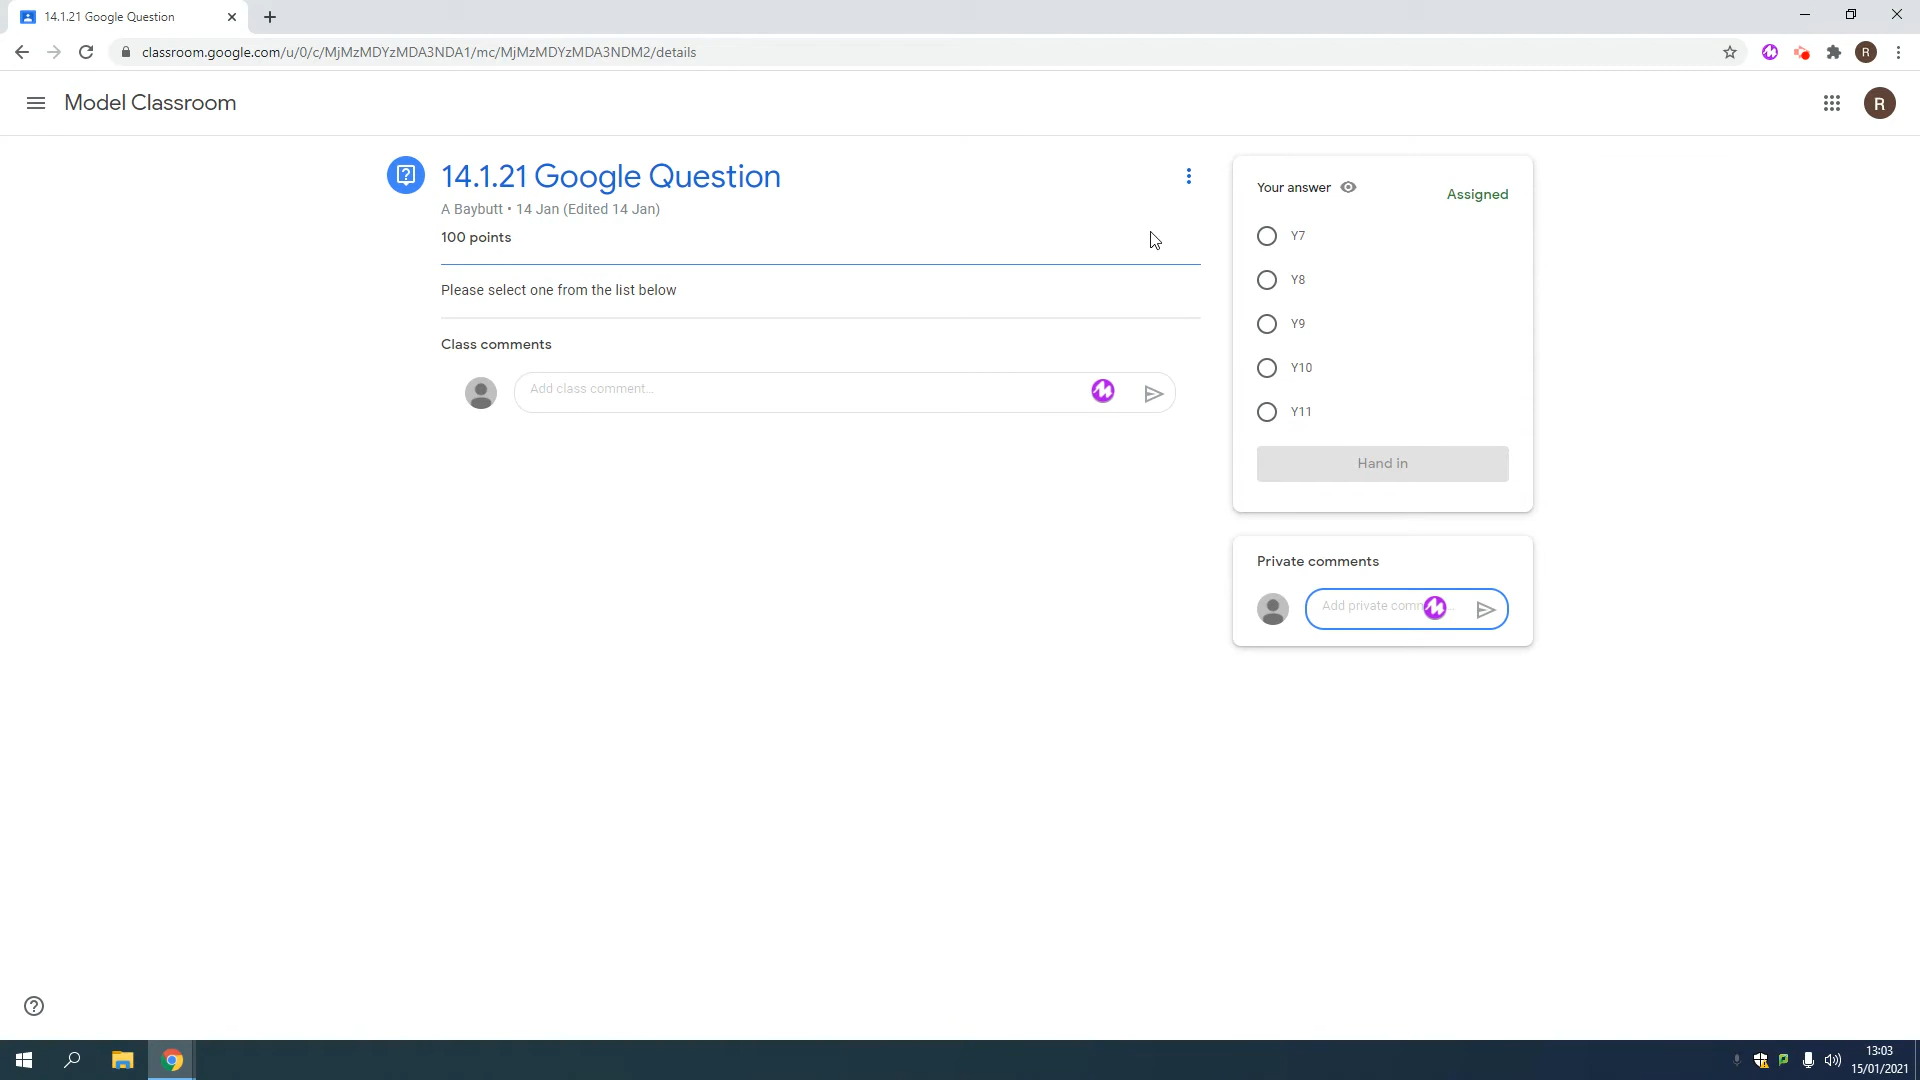 14.1.21 Google Question
classroom.google.com/u/0/c/MjMzMDYzMDA3NDA1/mc/MjMzMDYzMDA3NDM2/details
R
Model Classroom
R
14.1.21 Google Question
A Baybutt • 14 Jan (Edited 14 Jan)
100 points
Please select one from the list below
Class comments
Add class comment...
Your answer
Assigned
Y7
Y8
Y9
Y10
Y11
Hand in
Private comments
Add private comm
13:03
15/01/2021